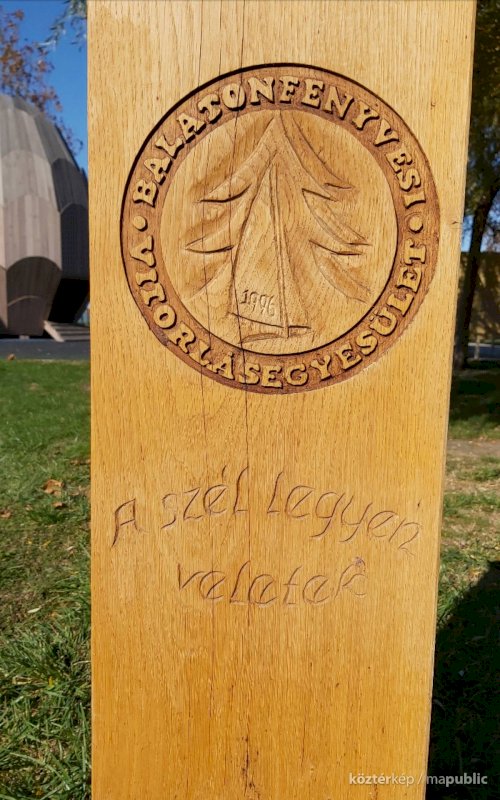 BALATONFENYVESI
VITORLÁSEGYESÜLET
1996
A szél legyen
veletek
köztérkép / mapublic